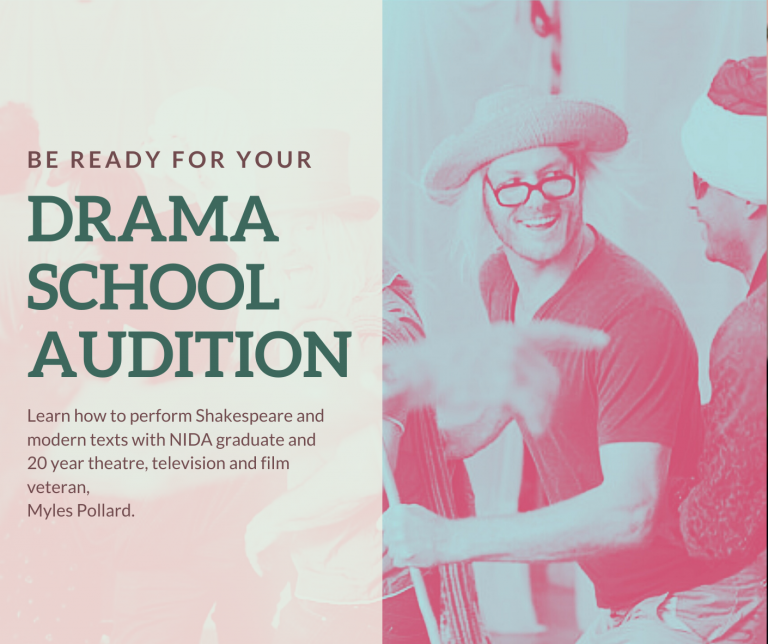 BE READY FOR YOUR
DRAMA
SCHOOL
AUDITION
Learn how to perform Shakespeare and
modern texts with NIDA graduate and
20 year theatre, television and film
veteran,
Myles Pollard.